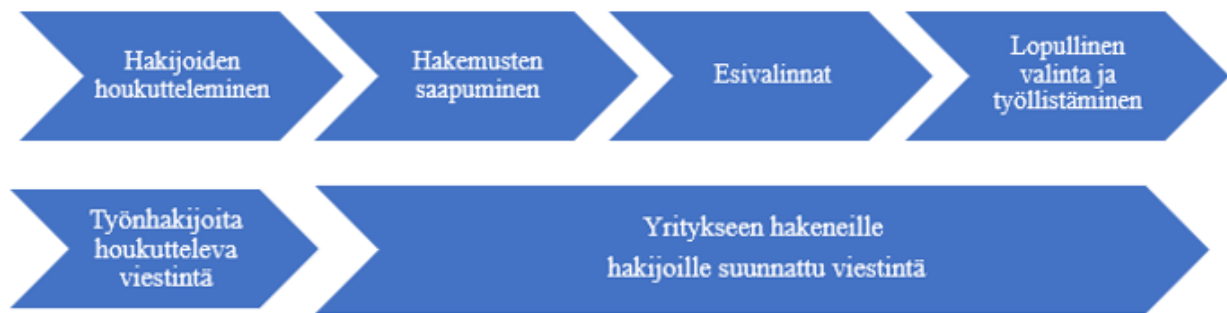 Hakijoiden
houkutteleminen
Hakemusten
saapuminen
Esivalinnat
Lopullinen
valinta ja
työllistäminen
Työnhakijoita
houkutteleva
viestintä
Yritykseen hakeneille
hakijoille suunnattu viestintä